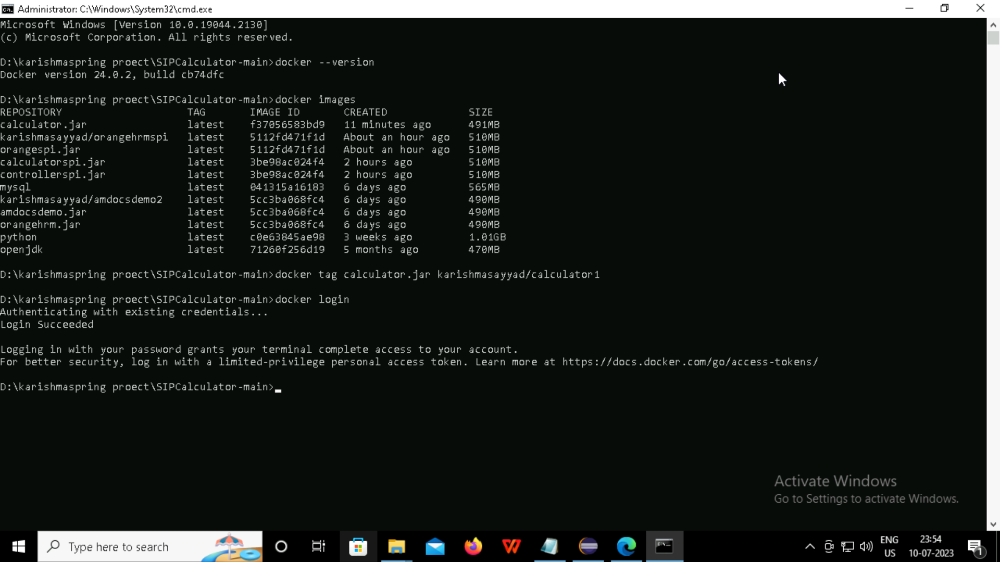 Administrator: C:\Windows\System32\cmd.exe
Microsoft Windows [Version 10.0.19044.2130]
(c) Microsoft Corporation. All rights reserved.
D:\karishmaspring proect\SIPCalculator-main>docker --version
Docker version 24.0.2, build cb74dfc
D:\karishmaspring proect\SIPCalculator-main>docker images
REPOSITORY TAG IMAGE ID CREATED SIZE
calculator.jar latest f37056583bd9 11 minutes ago 491MB
karishmasayyad/orangehrmspi latest 5112fd471f1d About an hour ago 510MB
orangespi.jar latest 5112fd471f1d About an hour ago 510MB
calculatorspi.jar latest 3be98ac024f4 2 hours ago 510MB
controllerspi.jar latest 3be98ac024f4 2 hours ago 510MB
mysql latest 041315a16183 6 days ago 565MB
karishmasayyad/amdocsdemo2 latest 5cc3ba068fc4 6 days ago 490MB
amdocsdemo.jar latest 5cc3ba068fc4 6 days ago 490MB
orangehrm.jar latest 5cc3ba068fc4 6 days ago 490MB
python latest c0e63845ae98 3 weeks ago 1.01GB
openjdk latest 71260f256d19 5 months ago 470MB
D:\karishmaspring proect\SIPCalculator-main>docker tag calculator.jar karishmasayyad/calculator1
D:\karishmaspring proect\SIPCalculator-main>docker login
Authenticating with existing credentials...
Login Succeeded
Logging in with your password grants your terminal complete access to your account.
For better security, log in with a limited-privilege personal access token. Learn more at https://docs.docker.com/go/access-tokens/
D:\karishmaspring proect\SIPCalculator-main>
Activate Windows
Go to Settings to activate Windows.
Type here to search
ENG
US
23:54
10-07-2023
1